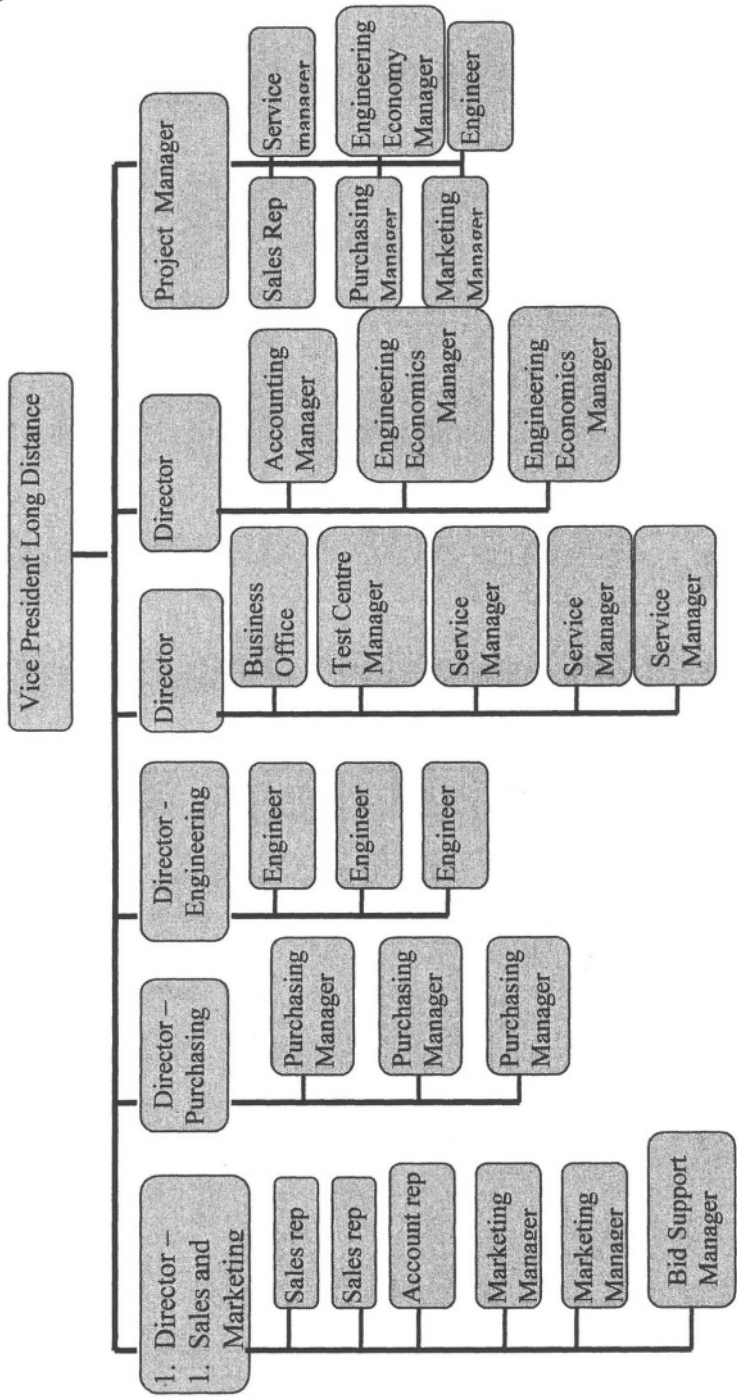 Vice President Long Distance
1. Director –
1. Sales and
Marketing
Sales rep
Sales rep
Account rep
Marketing
Manager
Marketing
Manager
Bid Support
Manager
Director –
Purchasing
Purchasing
Manager
Purchasing
Manager
Purchasing
Manager
Director -
Engineering
Engineer
Engineer
Engineer
Director
Business
Office
Test Centre
Manager
Service
Manager
Service
Manager
Service
Manager
Director
Accounting
Manager
Engineering
Economics
Manager
Engineering
Economics
Manager
Project Manager
Sales Rep
Service
manager
Purchasing
Manager
Engineering
Economy
Manager
Marketing
Manager
Engineer